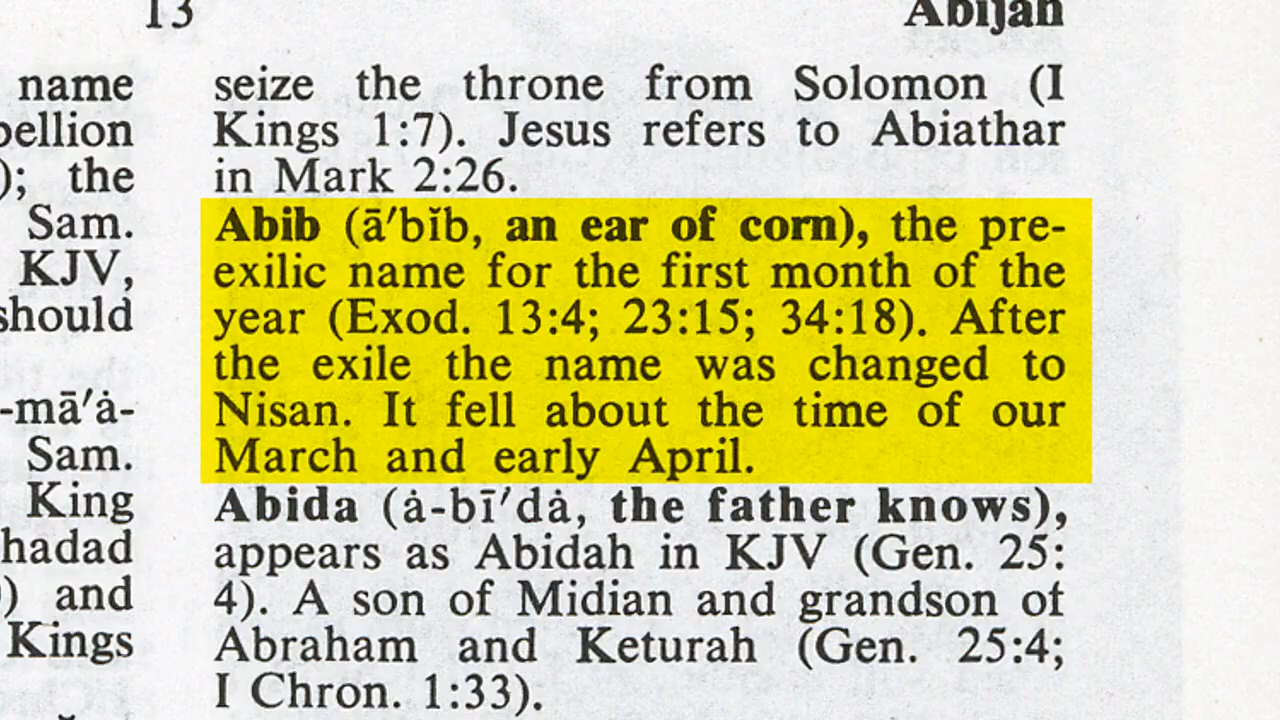 13
Abijah
name
bellion
); the
Sam.
KJV,
should
-mā′ȧ-
Sam.
King
hadad
) and
Kings
seize the throne from Solomon (I
Kings 1:7). Jesus refers to Abiathar
in Mark 2:26.
Abib (ā′bĭb, an ear of corn), the pre-
exilic name for the first month of the
year (Exod. 13:4; 23:15; 34:18). After
the exile the name was changed to
Nisan. It fell about the time of our
March and early April.
Abida (ȧ-bī′dȧ, the father knows),
appears as Abidah in KJV (Gen. 25:
4). A son of Midian and grandson of
Abraham and Keturah (Gen. 25:4;
I Chron. 1:33).